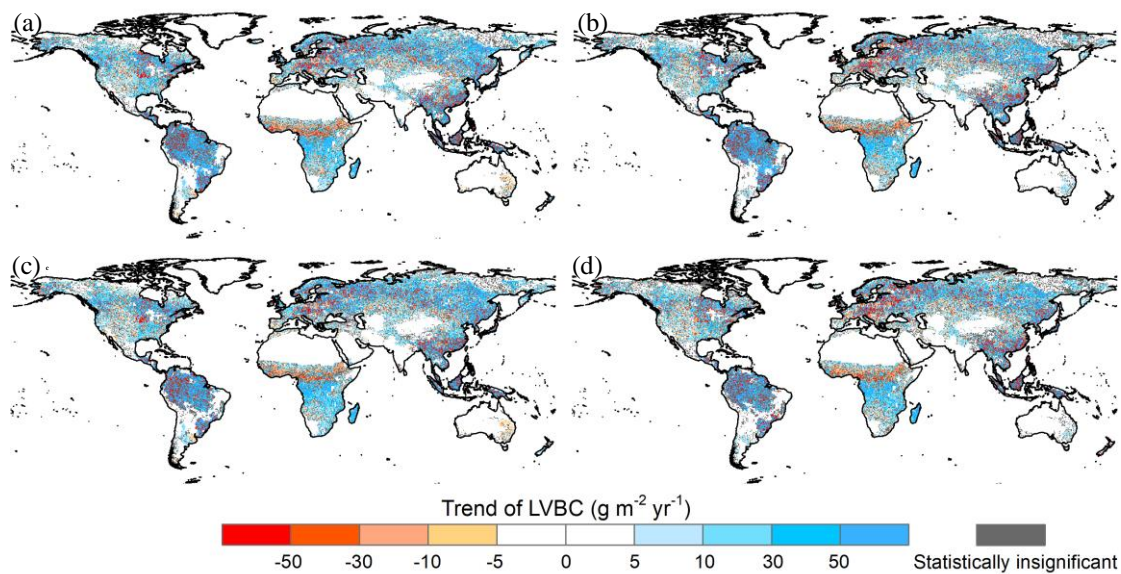 (a)
(b)
(c)
(d)
Trend of LVBC (g m⁻² yr⁻¹)
-50 -30 -10 -5 0 5 10 30 50
Statistically insignificant